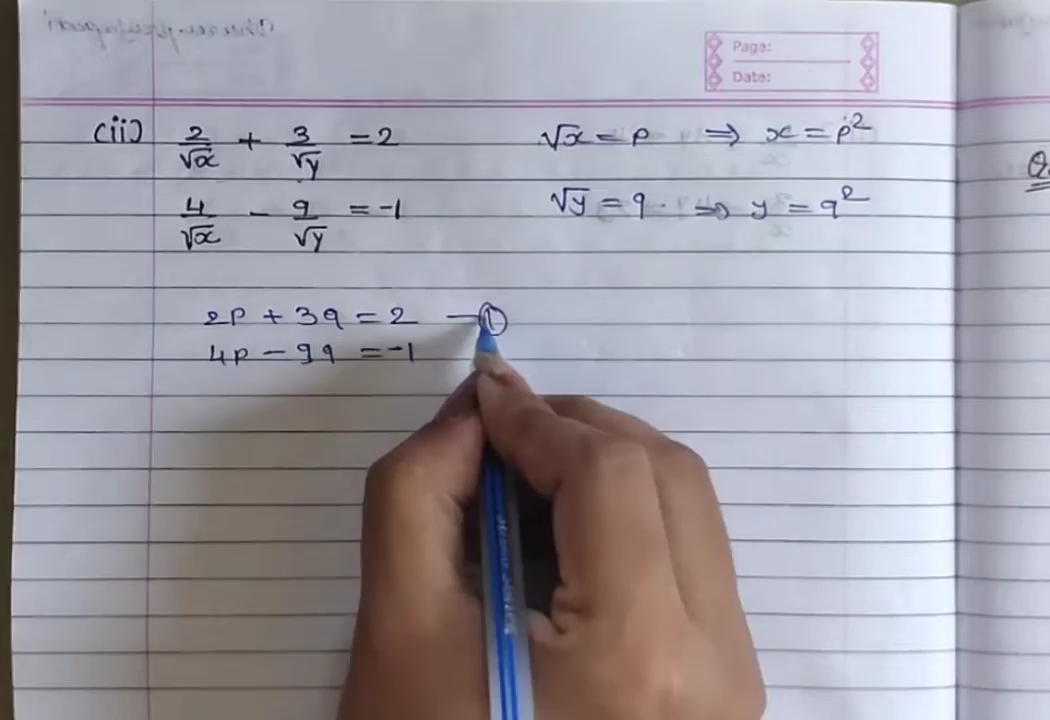 Page:
Date:
(ii) 2/√x + 3/√y = 2 √x = p ⇒ x = p²
4/√x - 9/√y = -1 √y = q. ⇒ y = q²
2p + 3q = 2 — ①
4p - 9q = -1
Q.